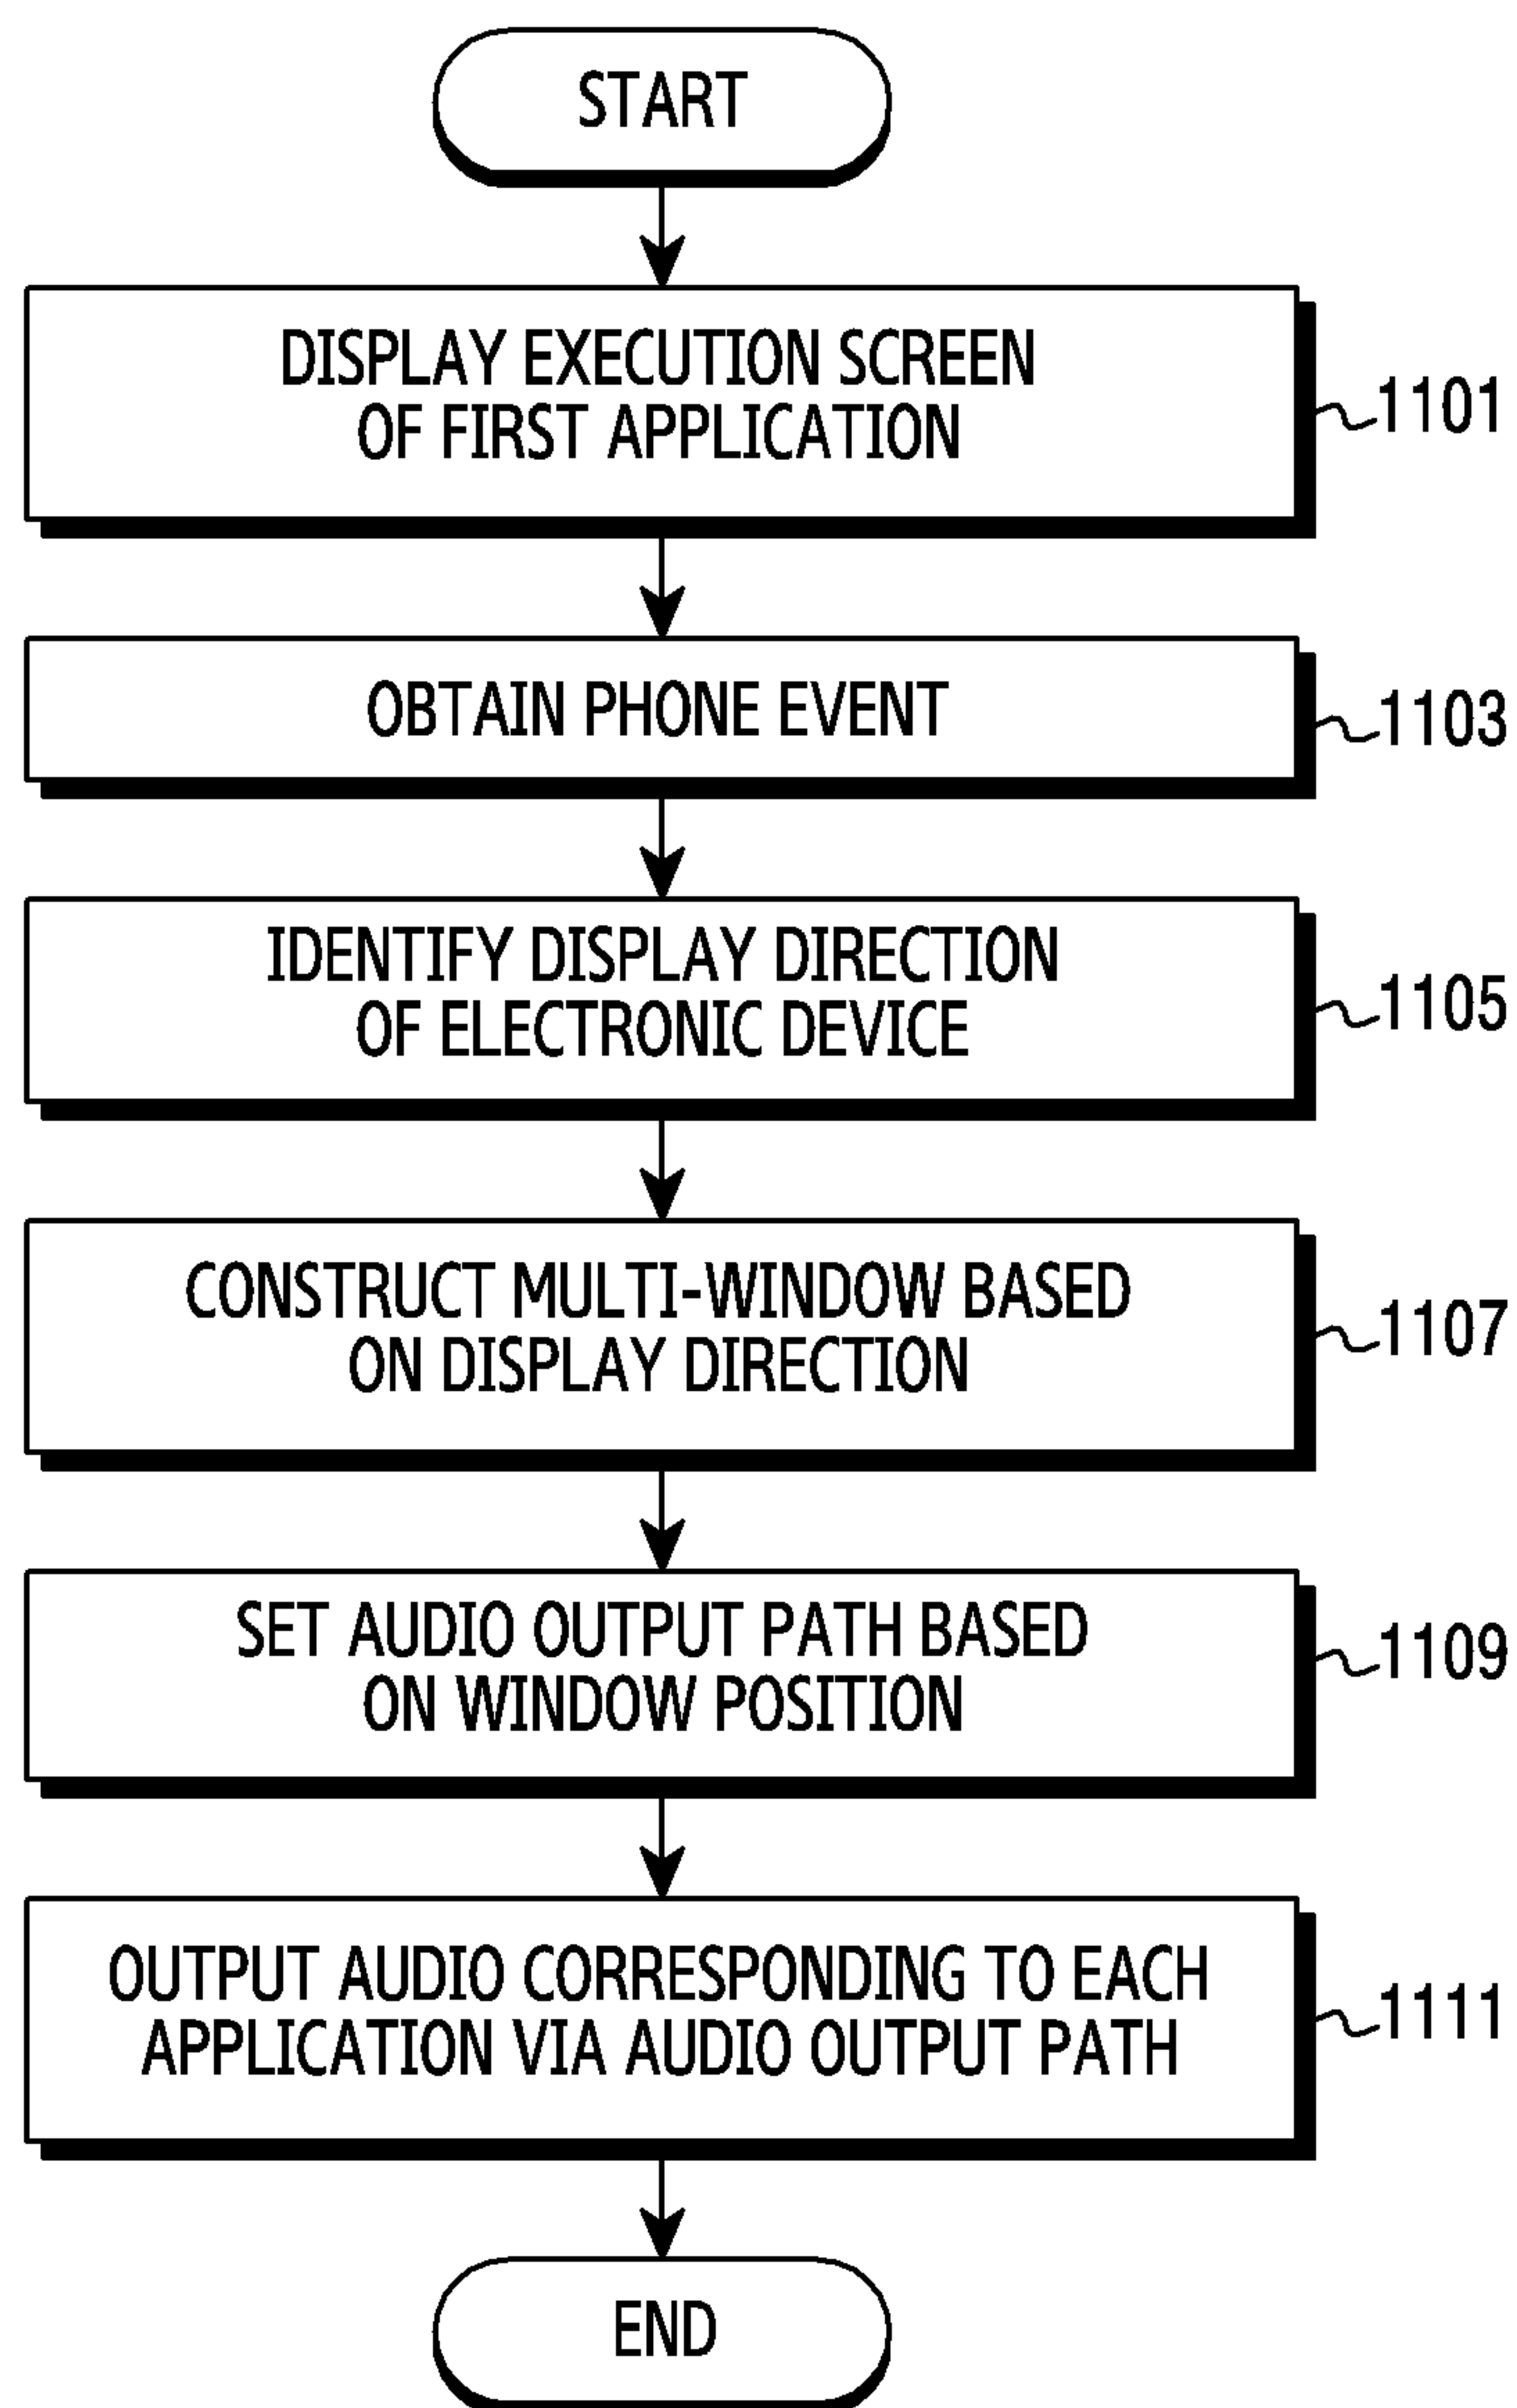 START
DISPLAY EXECUTION SCREEN
OF FIRST APPLICATION
1101
OBTAIN PHONE EVENT
1103
IDENTIFY DISPLAY DIRECTION
OF ELECTRONIC DEVICE
1105
CONSTRUCT MULTI-WINDOW BASED
ON DISPLAY DIRECTION
1107
SET AUDIO OUTPUT PATH BASED
ON WINDOW POSITION
1109
OUTPUT AUDIO CORRESPONDING TO EACH
APPLICATION VIA AUDIO OUTPUT PATH
1111
END